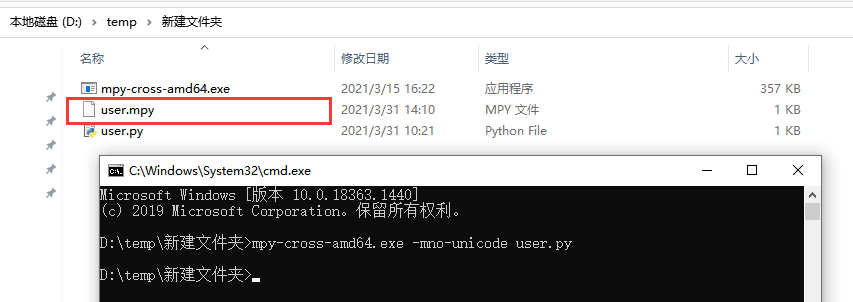 本地磁盘 (D:) › temp › 新建文件夹
名称 修改日期 类型 大小
mpy-cross-amd64.exe 2021/3/15 16:22 应用程序 357 KB
user.mpy 2021/3/31 14:10 MPY 文件 1 KB
user.py 2021/3/31 10:21 Python File 1 KB
C:\Windows\System32\cmd.exe
Microsoft Windows [版本 10.0.18363.1440]
(c) 2019 Microsoft Corporation。保留所有权利。
D:\temp\新建文件夹>mpy-cross-amd64.exe -mno-unicode user.py
D:\temp\新建文件夹>